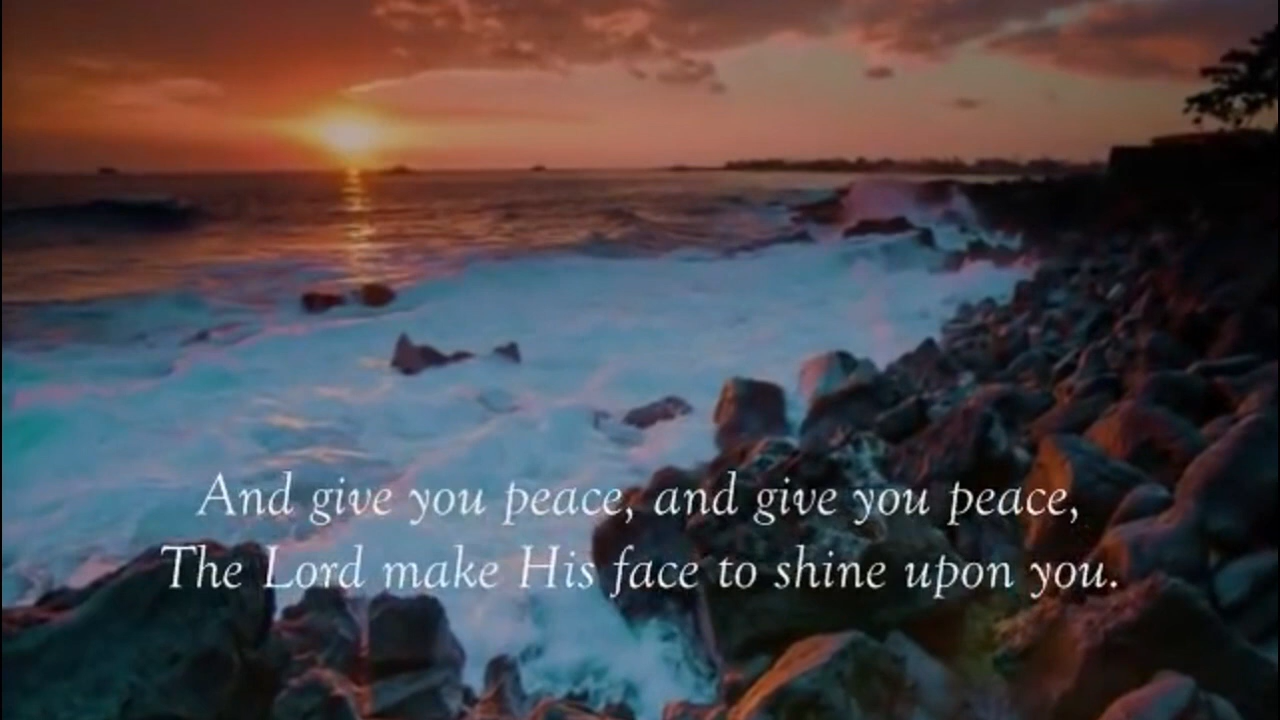 And give you peace, and give you peace,
The Lord make His face to shine upon you.